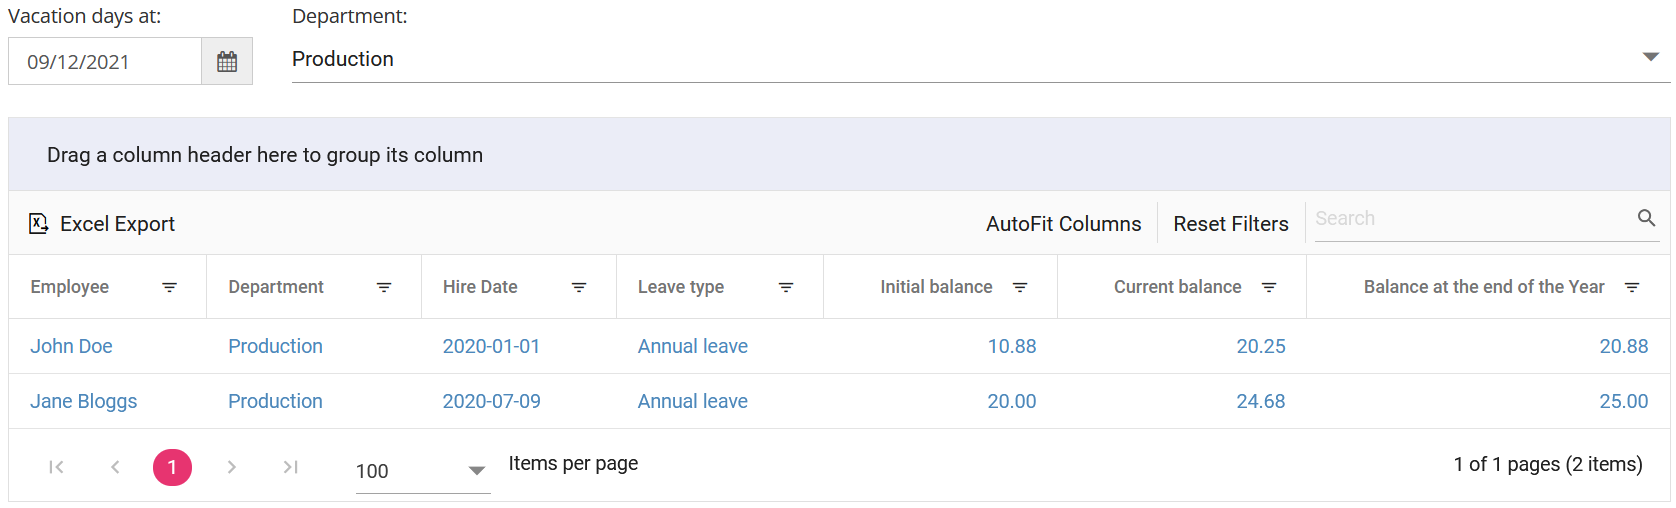 Vacation days at: Department:
09/12/2021 Production
Drag a column header here to group its column
Excel Export AutoFit Columns Reset Filters Search
Employee Department Hire Date Leave type Initial balance Current balance Balance at the end of the Year
John Doe Production 2020-01-01 Annual leave 10.88 20.25 20.88
Jane Bloggs Production 2020-07-09 Annual leave 20.00 24.68 25.00
1 100 Items per page 1 of 1 pages (2 items)